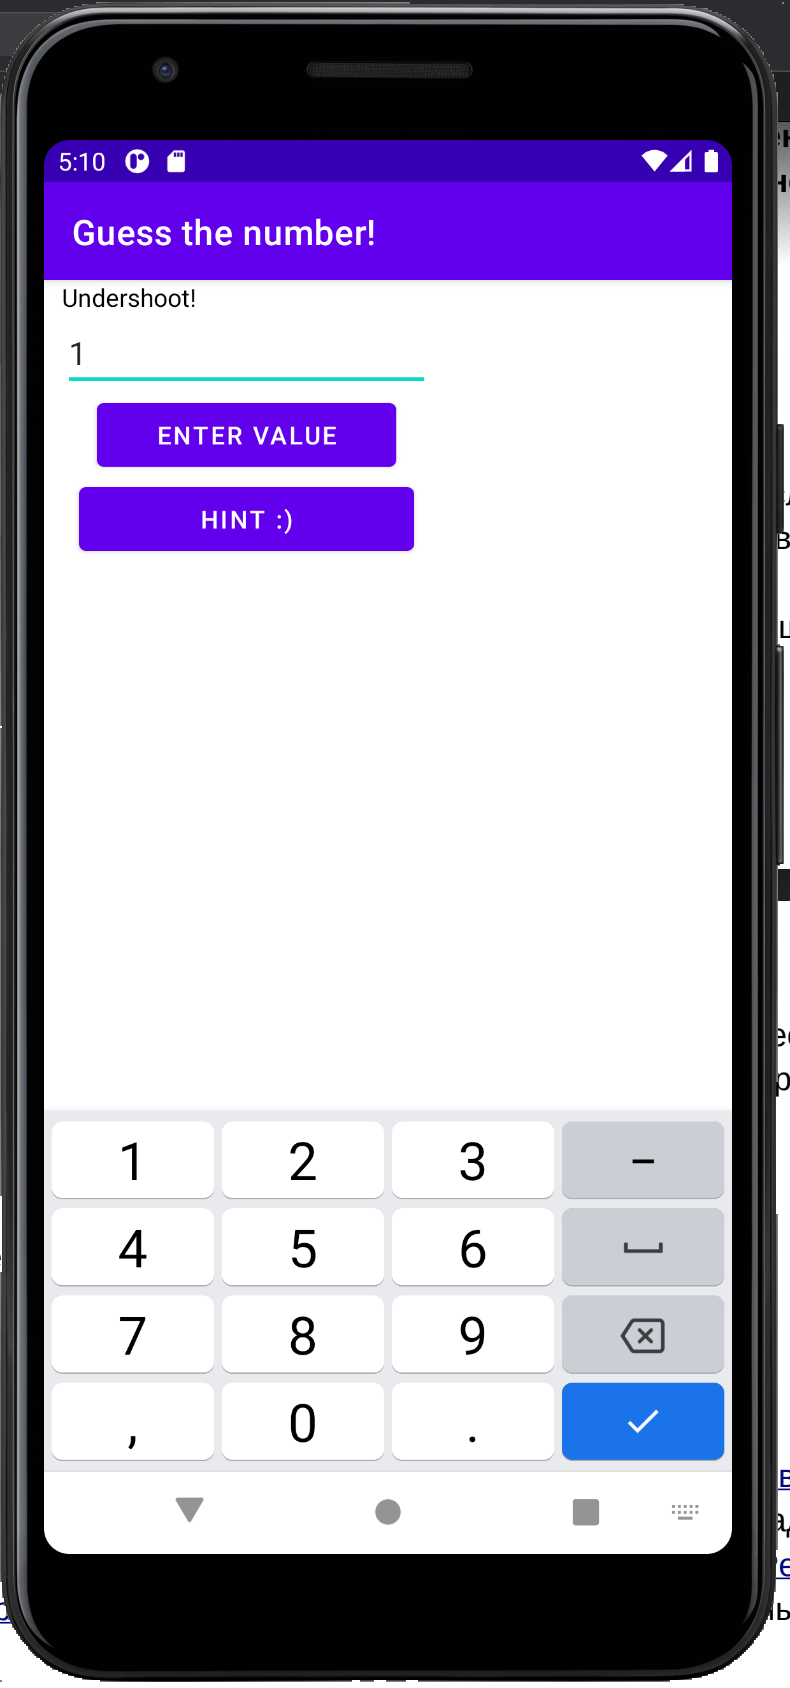 5:10
Guess the number!
Undershoot!
1
ENTER VALUE
HINT :)
1 2 3 –
4 5 6
7 8 9
, 0 .